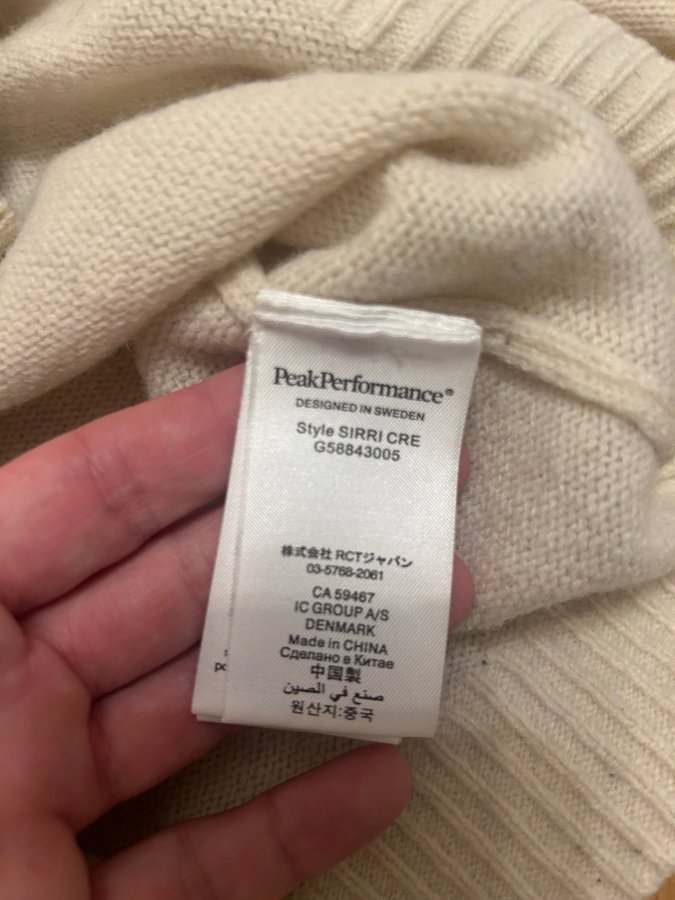 PeakPerformance®
DESIGNED IN SWEDEN
Style SIRRI CRE
G58843005
株式会社 RCTジャパン
03-5768-2061
CA 59467
IC GROUP A/S
DENMARK
Made in CHINA
Сделано в Китае
中国製
صنع في الصين
원산지:중국